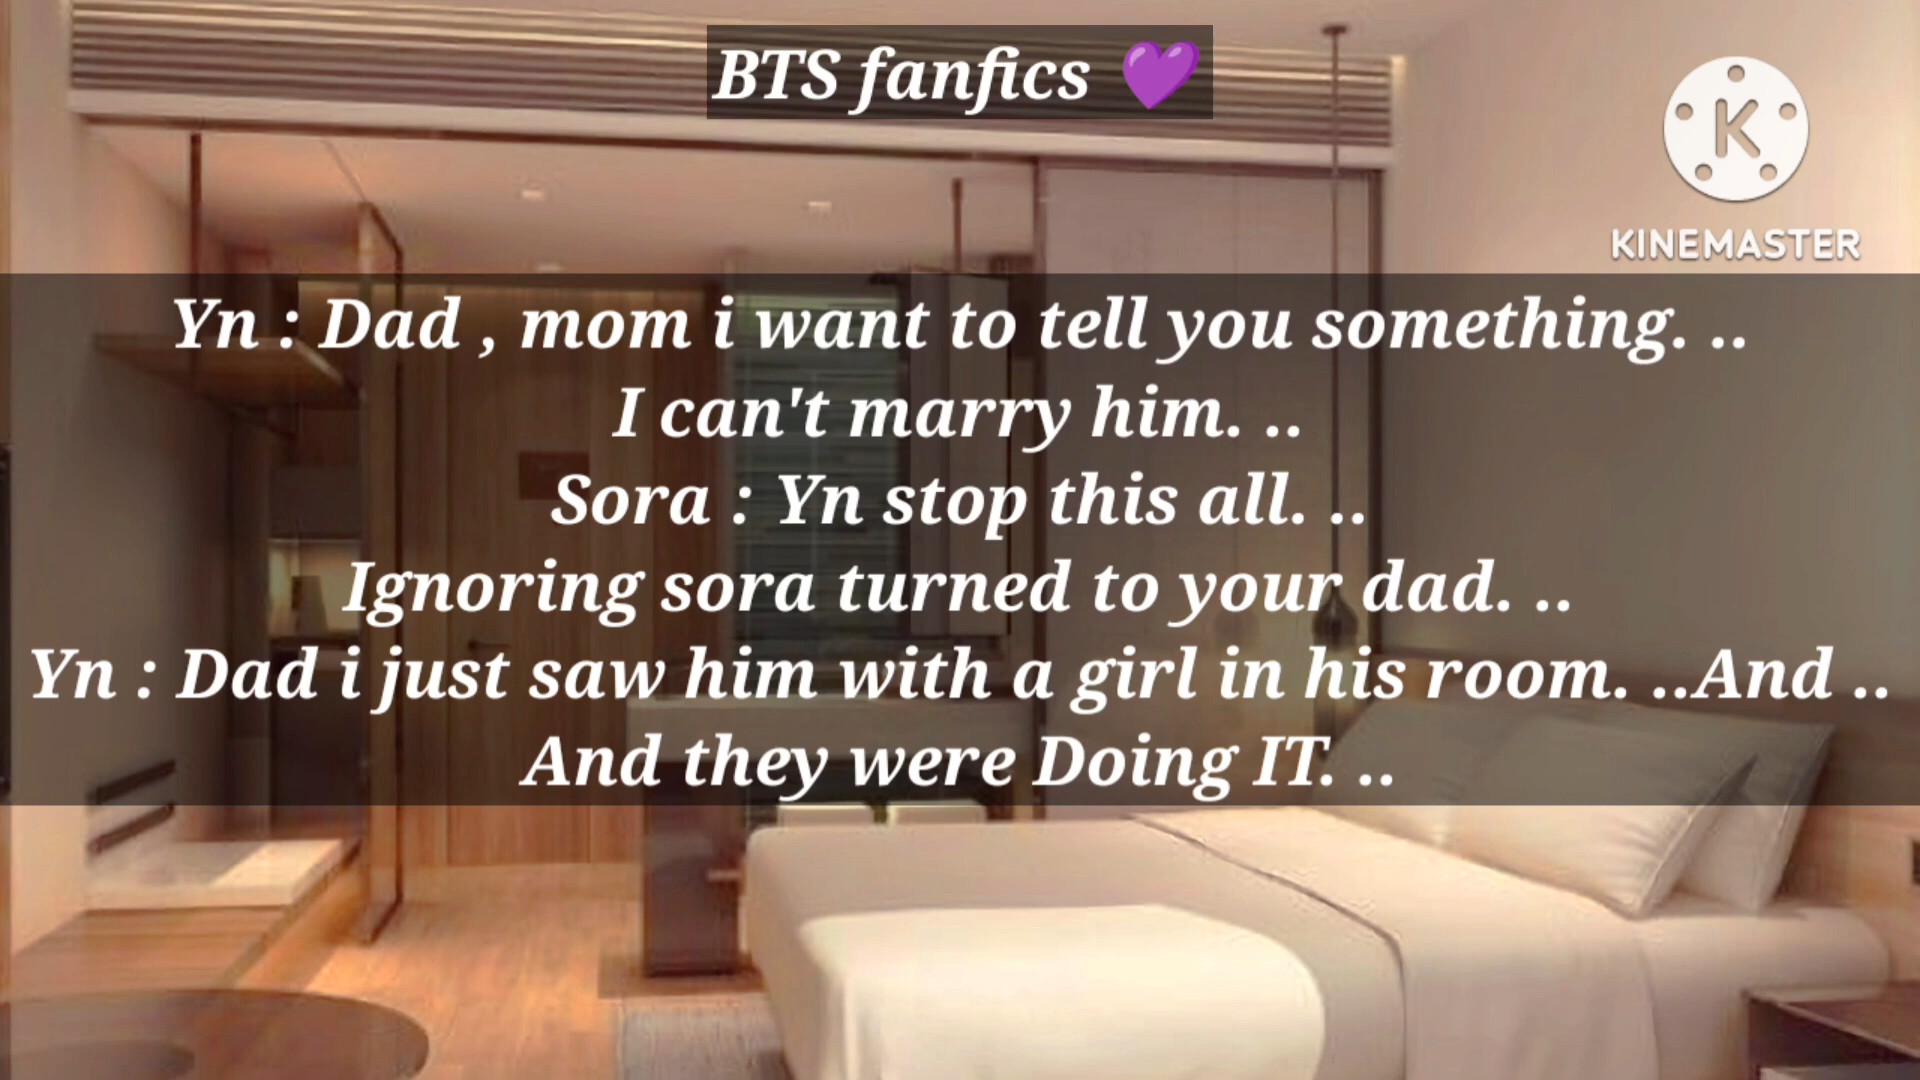 BTS fanfics 💜
K
KINEMASTER
Yn : Dad , mom i want to tell you something. ..
I can't marry him. ..
Sora : Yn stop this all. ..
Ignoring sora turned to your dad. ..
Yn : Dad i just saw him with a girl in his room. ..And ..
And they were Doing IT. ..